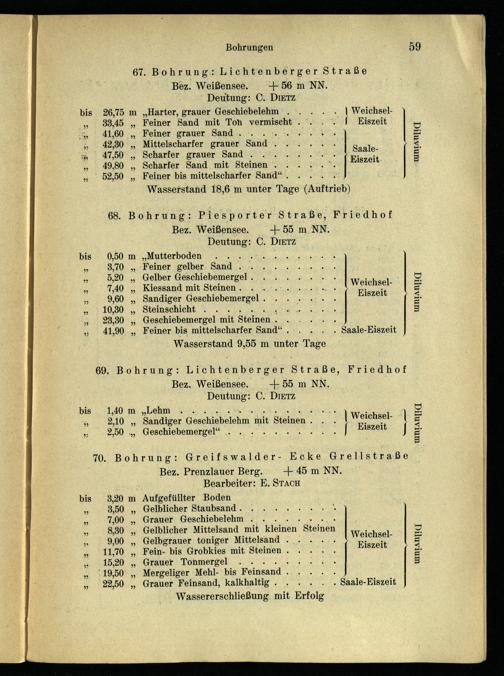 Bohrungen 59
67. Bohrung: Lichtenberger Straße
Bez. Weißensee. + 56 m NN.
Deutung: C. DIETZ
bis 26,75 m „Harter, grauer Geschiebelehm . . . . . Weichsel-
„ 33,45 „ Feiner Sand mit Ton vermischt . . . . Eiszeit
„ 41,60 „ Feiner grauer Sand . . . . . . . . .
„ 42,30 „ Mittelscharfer grauer Sand . . . . . . Saale-
„ 47,50 „ Scharfer grauer Sand . . . . . . . . Eiszeit
„ 49,80 „ Scharfer Sand mit Steinen . . . . . .
„ 52,50 „ Feiner bis mittelscharfer Sand“ . . . . .
Diluvium
Wasserstand 18,6 m unter Tage (Auftrieb)
68. Bohrung: Piesporter Straße, Friedhof
Bez. Weißensee. + 55 m NN.
Deutung: C. DIETZ
bis 0,50 m „Mutterboden . . . . . . . . . . .
„ 3,70 „ Feiner gelber Sand . . . . . . . . .
„ 5,20 „ Gelber Geschiebemergel . . . . . . . .
„ 7,40 „ Kiessand mit Steinen . . . . . . . . Weichsel-
„ 9,60 „ Sandiger Geschiebemergel . . . . . . . Eiszeit
„ 10,30 „ Steinschicht . . . . . . . . . . .
„ 23,30 „ Geschiebemergel mit Steinen . . . . . .
„ 41,90 „ Feiner bis mittelscharfer Sand“ . . . . . Saale-Eiszeit
Diluvium
Wasserstand 9,55 m unter Tage
69. Bohrung: Lichtenberger Straße, Friedhof
Bez. Weißensee. + 55 m NN.
Deutung: C. DIETZ
bis 1,40 m „Lehm . . . . . . . . . . . . .
„ 2,10 „ Sandiger Geschiebelehm mit Steinen . . . Weichsel-
„ 2,50 „ Geschiebemergel“ . . . . . . . . . . Eiszeit
Diluvium
70. Bohrung: Greifswalder- Ecke Grellstraße
Bez. Prenzlauer Berg. + 45 m NN.
Bearbeiter: E. STACH
bis 3,20 m Aufgefüllter Boden
„ 3,50 „ Gelblicher Staubsand . . . . . . . . .
„ 7,00 „ Grauer Geschiebelehm . . . . . . . .
„ 8,30 „ Gelblicher Mittelsand mit kleinen Steinen
„ 9,00 „ Gelbgrauer toniger Mittelsand . . . . . Weichsel-
„ 11,70 „ Fein- bis Grobkies mit Steinen . . . . . Eiszeit
„ 15,20 „ Grauer Tonmergel . . . . . . . . .
„ 19,50 „ Mergeliger Mehl- bis Feinsand . . . . .
„ 22,50 „ Grauer Feinsand, kalkhaltig . . . . . . Saale-Eiszeit
Diluvium
Wassererschließung mit Erfolg